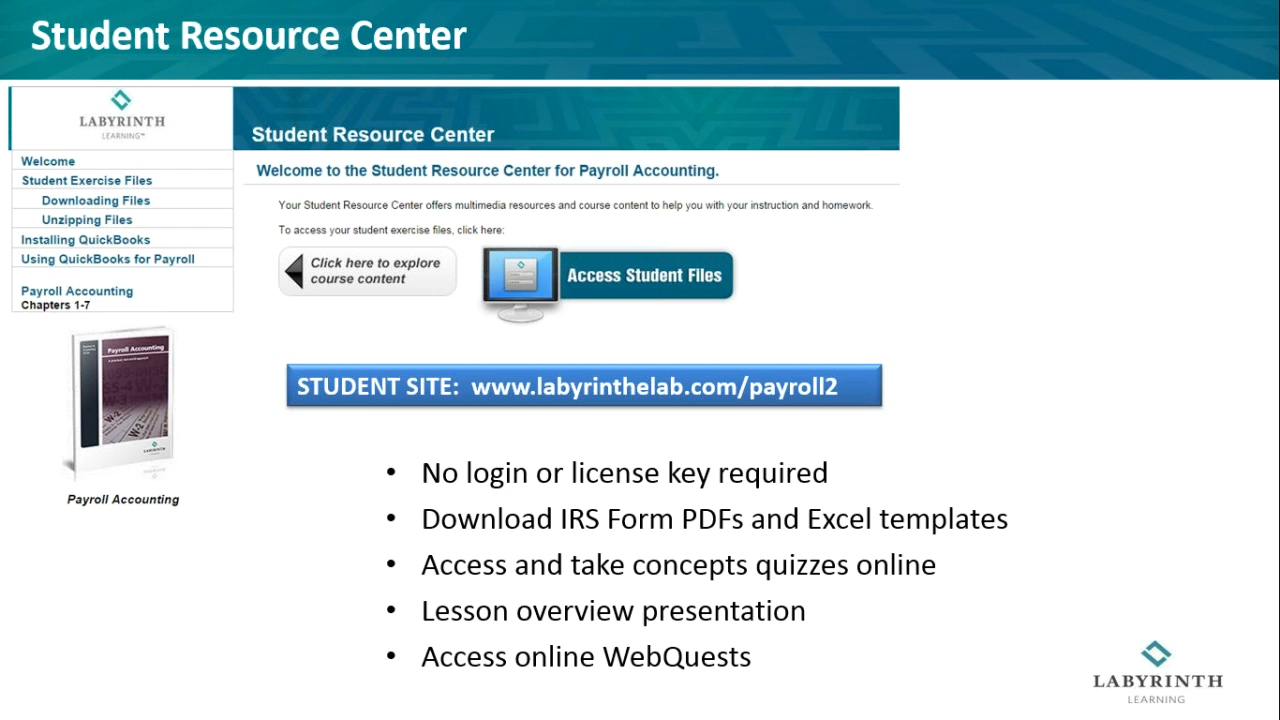 Student Resource Center
LABYRINTH
LEARNING™
Student Resource Center
Welcome
Student Exercise Files
Downloading Files
Unzipping Files
Installing QuickBooks
Using QuickBooks for Payroll
Payroll Accounting
Chapters 1-7
Welcome to the Student Resource Center for Payroll Accounting.
Your Student Resource Center offers multimedia resources and course content to help you with your instruction and homework.
To access your student exercise files, click here:
Click here to explore
course content
Access Student Files
Payroll Accounting
W-2
Payroll Accounting
STUDENT SITE: www.labyrinthelab.com/payroll2
• No login or license key required
• Download IRS Form PDFs and Excel templates
• Access and take concepts quizzes online
• Lesson overview presentation
• Access online WebQuests
LABYRINTH
LEARNING